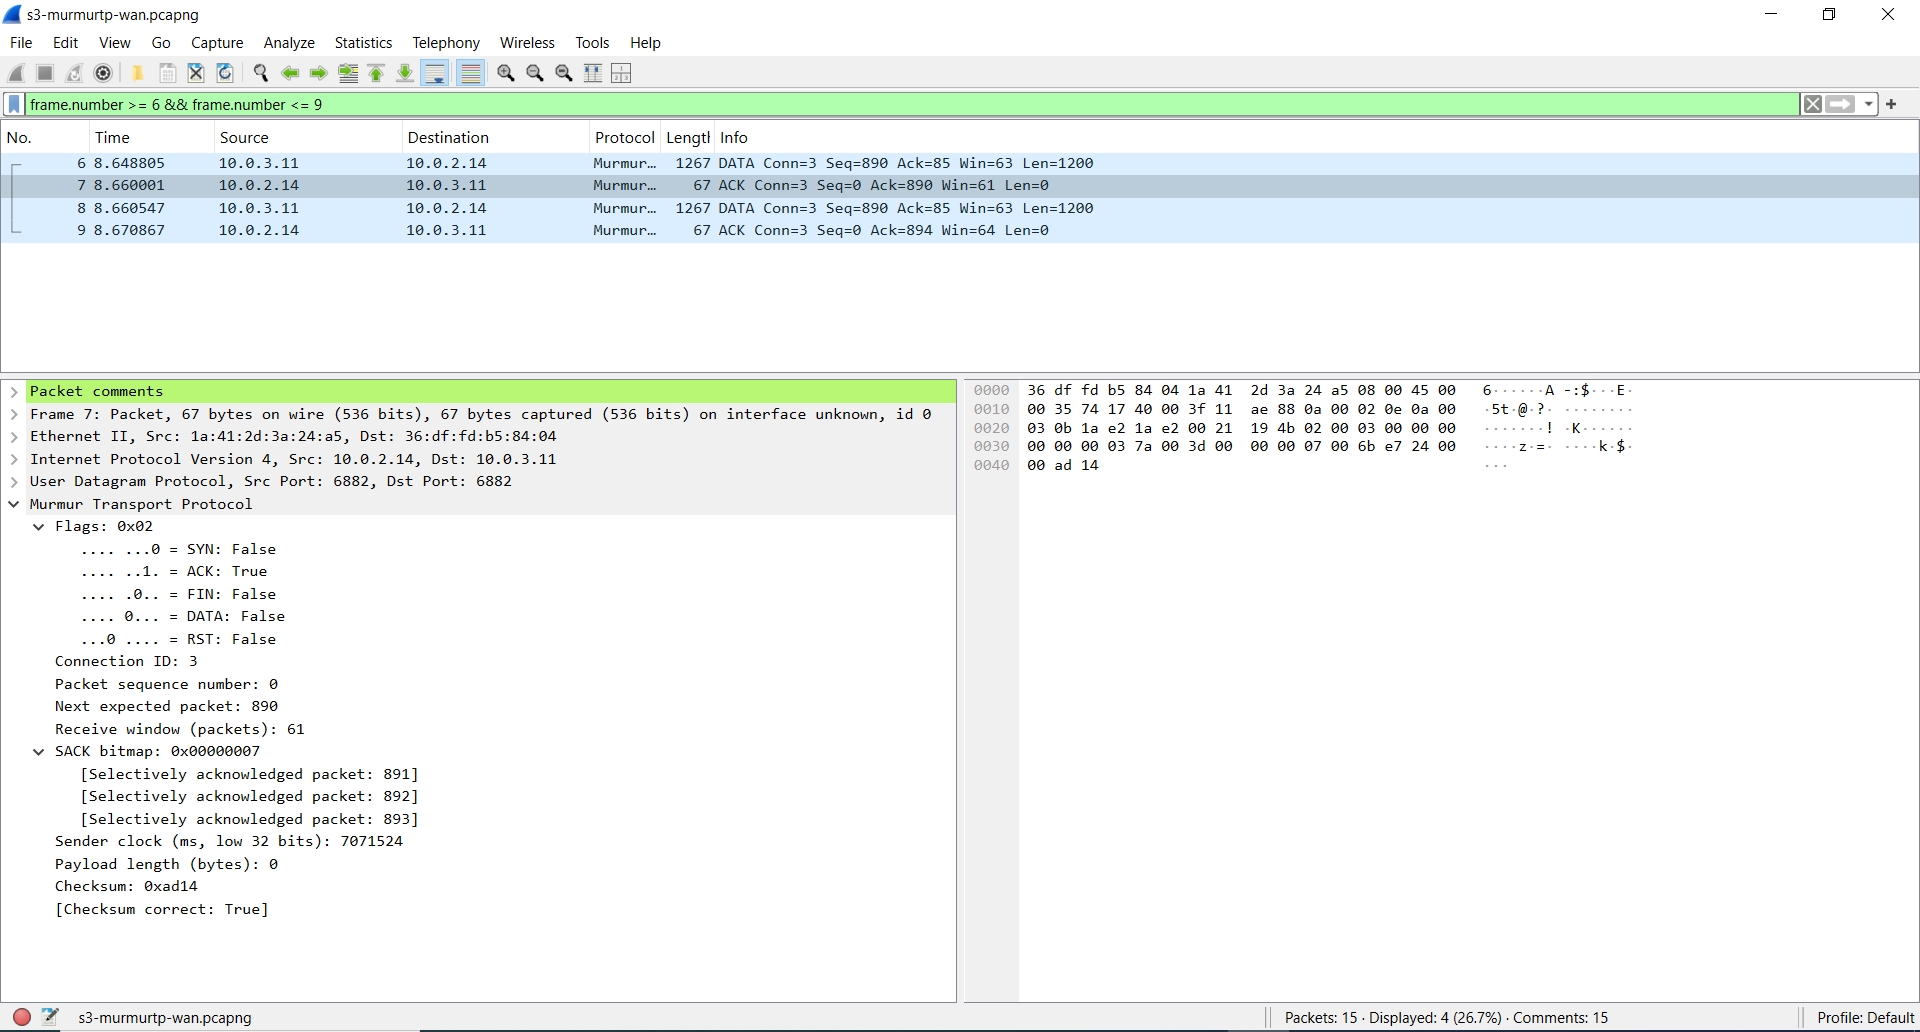 s3-murmurtp-wan.pcapng
File Edit View Go Capture Analyze Statistics Telephony Wireless Tools Help
frame.number >= 6 && frame.number <= 9
No. Time Source Destination Protocol Length Info
6 8.648805 10.0.3.11 10.0.2.14 Murmur… 1267 DATA Conn=3 Seq=890 Ack=85 Win=63 Len=1200
7 8.660001 10.0.2.14 10.0.3.11 Murmur… 67 ACK Conn=3 Seq=0 Ack=890 Win=61 Len=0
8 8.660547 10.0.3.11 10.0.2.14 Murmur… 1267 DATA Conn=3 Seq=890 Ack=85 Win=63 Len=1200
9 8.670867 10.0.2.14 10.0.3.11 Murmur… 67 ACK Conn=3 Seq=0 Ack=894 Win=64 Len=0
Packet comments
Frame 7: Packet, 67 bytes on wire (536 bits), 67 bytes captured (536 bits) on interface unknown, id 0
Ethernet II, Src: 1a:41:2d:3a:24:a5, Dst: 36:df:fd:b5:84:04
Internet Protocol Version 4, Src: 10.0.2.14, Dst: 10.0.3.11
User Datagram Protocol, Src Port: 6882, Dst Port: 6882
Murmur Transport Protocol
Flags: 0x02
.... ...0 = SYN: False
.... ..1. = ACK: True
.... .0.. = FIN: False
.... 0... = DATA: False
...0 .... = RST: False
Connection ID: 3
Packet sequence number: 0
Next expected packet: 890
Receive window (packets): 61
SACK bitmap: 0x00000007
[Selectively acknowledged packet: 891]
[Selectively acknowledged packet: 892]
[Selectively acknowledged packet: 893]
Sender clock (ms, low 32 bits): 7071524
Payload length (bytes): 0
Checksum: 0xad14
[Checksum correct: True]
0000 36 df fd b5 84 04 1a 41 2d 3a 24 a5 08 00 45 00 6······A -:$···E·
0010 00 35 74 17 40 00 3f 11 ae 88 0a 00 02 0e 0a 00 ·5t·@·?· ········
0020 03 0b 1a e2 1a e2 00 21 19 4b 02 00 03 00 00 00 ·······! ·K······
0030 00 00 00 03 7a 00 3d 00 00 00 07 00 6b e7 24 00 ····z·=· ····k·$·
0040 00 ad 14 ···
s3-murmurtp-wan.pcapng
Packets: 15 · Displayed: 4 (26.7%) · Comments: 15
Profile: Default